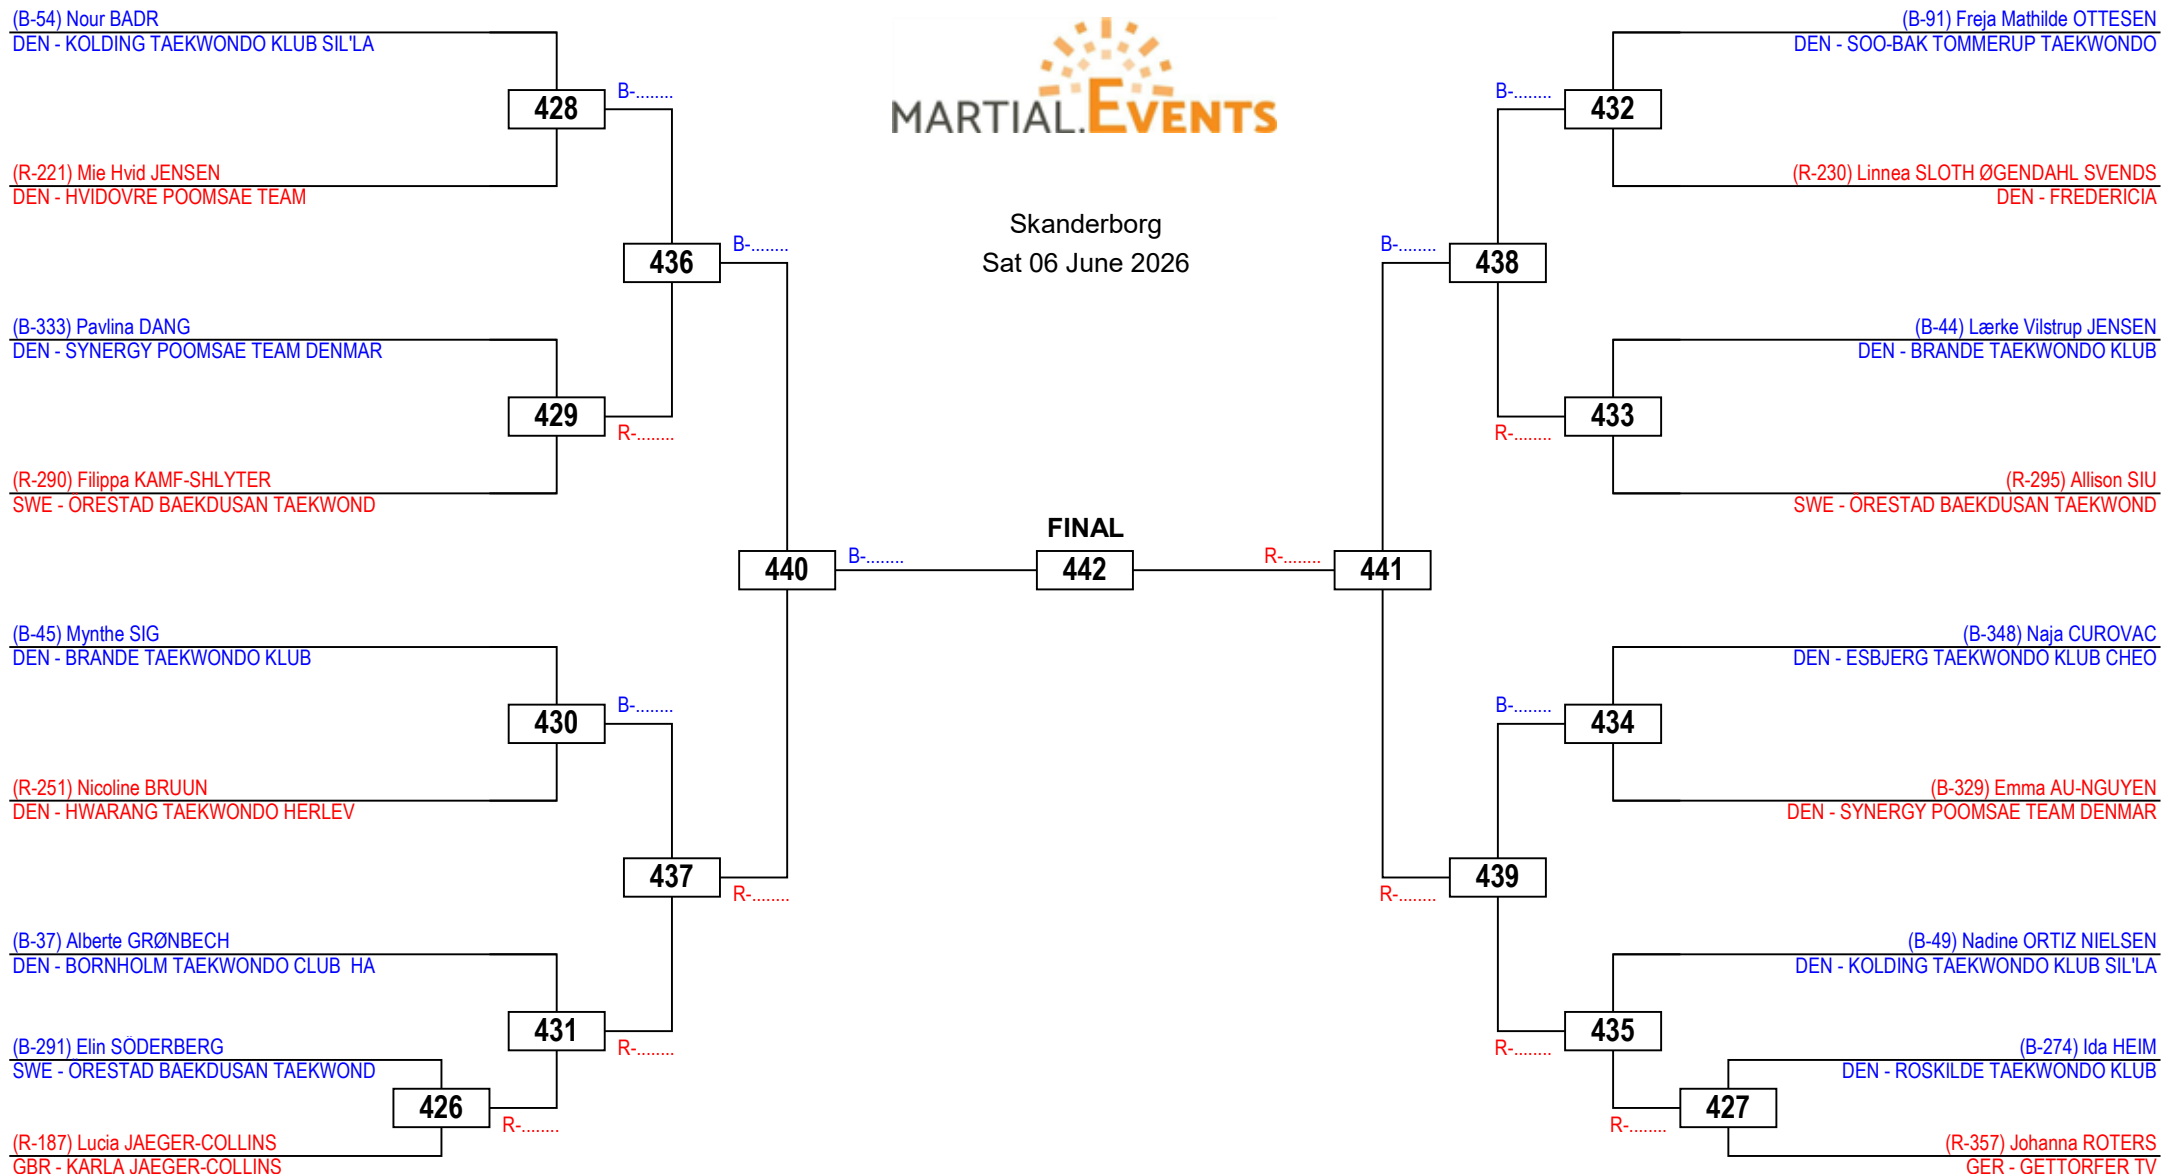 (B-54) Nour BADR
DEN - KOLDING TAEKWONDO KLUB SIL'LA
428
B-........
(R-221) Mie Hvid JENSEN
DEN - HVIDOVRE POOMSAE TEAM
436
B-........
(B-333) Pavlina DANG
DEN - SYNERGY POOMSAE TEAM DENMAR
429
R-........
(R-290) Filippa KAMF-SHLYTER
SWE - ÖRESTAD BAEKDUSAN TAEKWOND
440
B-........
(B-45) Mynthe SIG
DEN - BRANDE TAEKWONDO KLUB
430
B-........
(R-251) Nicoline BRUUN
DEN - HWARANG TAEKWONDO HERLEV
437
R-........
(B-37) Alberte GRØNBECH
DEN - BORNHOLM TAEKWONDO CLUB  HA
431
R-........
(B-291) Elin SÖDERBERG
SWE - ÖRESTAD BAEKDUSAN TAEKWOND
426
R-........
(R-187) Lucia JAEGER-COLLINS
GBR - KARLA JAEGER-COLLINS
MARTIAL.EVENTS
Skanderborg
Sat 06 June 2026
FINAL
442
(B-91) Freja Mathilde OTTESEN
DEN - SOO-BAK TOMMERUP TAEKWONDO
B-........
432
(R-230) Linnea SLOTH ØGENDAHL SVENDS
DEN - FREDERICIA
B-........
438
(B-44) Lærke Vilstrup JENSEN
DEN - BRANDE TAEKWONDO KLUB
R-........
433
(R-295) Allison SIU
SWE - ÖRESTAD BAEKDUSAN TAEKWOND
R-........
441
(B-348) Naja CUROVAC
DEN - ESBJERG TAEKWONDO KLUB CHEO
B-........
434
(B-329) Emma AU-NGUYEN
DEN - SYNERGY POOMSAE TEAM DENMAR
R-........
439
(B-49) Nadine ORTIZ NIELSEN
DEN - KOLDING TAEKWONDO KLUB SIL'LA
R-........
435
(B-274) Ida HEIM
DEN - ROSKILDE TAEKWONDO KLUB
R-........
427
(R-357) Johanna ROTERS
GER - GETTORFER TV